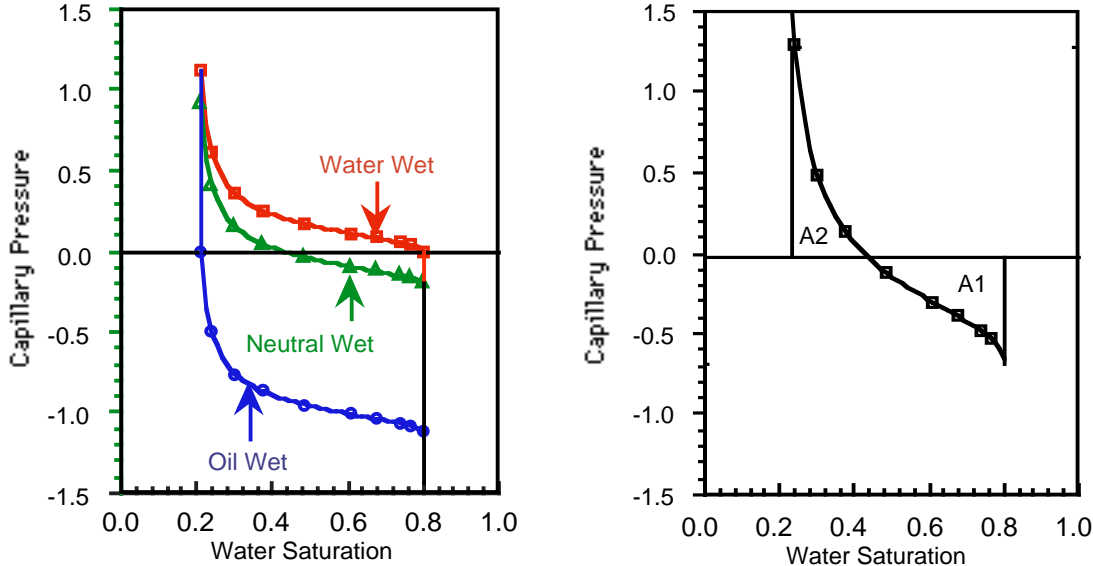 1.5
1.0
0.5
0.0
-0.5
-1.0
-1.5
Capillary Pressure
Water Wet
Neutral Wet
Oil Wet
0.0 0.2 0.4 0.6 0.8 1.0
Water Saturation
1.5
1.0
0.5
0.0
-0.5
-1.0
-1.5
Capillary Pressure
A2
A1
0.0 0.2 0.4 0.6 0.8 1.0
Water Saturation